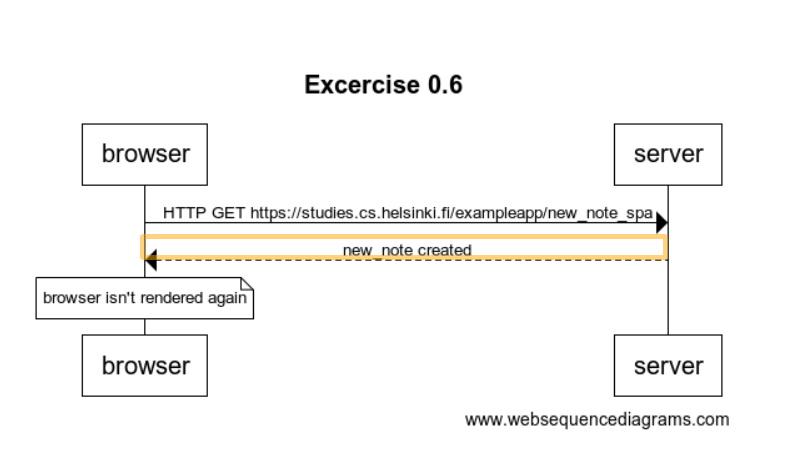 Excercise 0.6
browser
server
HTTP GET https://studies.cs.helsinki.fi/exampleapp/new_note_spa
new_note created
browser isn't rendered again
browser
server
www.websequencediagrams.com